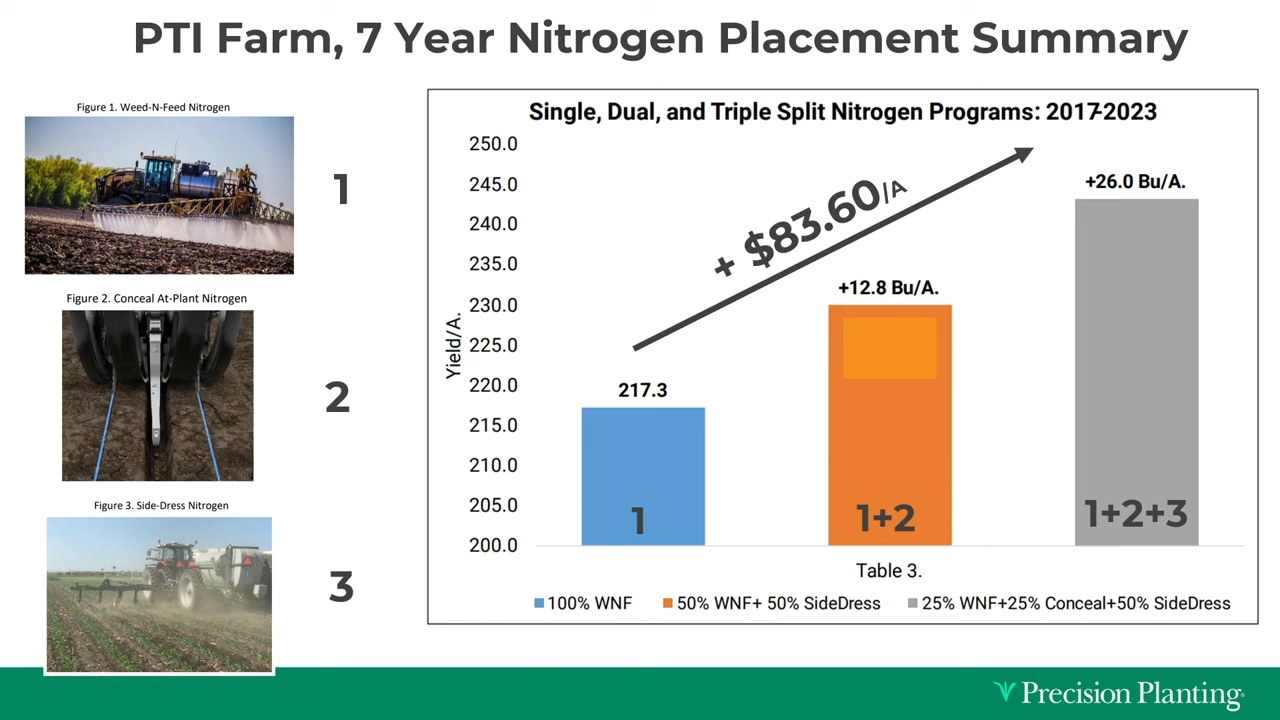 PTI Farm, 7 Year Nitrogen Placement Summary
Figure 1. Weed-N-Feed Nitrogen
1
Figure 2. Conceal At-Plant Nitrogen
2
Figure 3. Side-Dress Nitrogen
3
Single, Dual, and Triple Split Nitrogen Programs: 2017-2023
Yield/A.
250.0
245.0
240.0
235.0
230.0
225.0
220.0
215.0
210.0
205.0
200.0
+ $83.60/A
217.3
+12.8 Bu/A.
+26.0 Bu/A.
1
1+2
1+2+3
Table 3.
100% WNF
50% WNF+ 50% SideDress
25% WNF+25% Conceal+50% SideDress
Precision Planting®